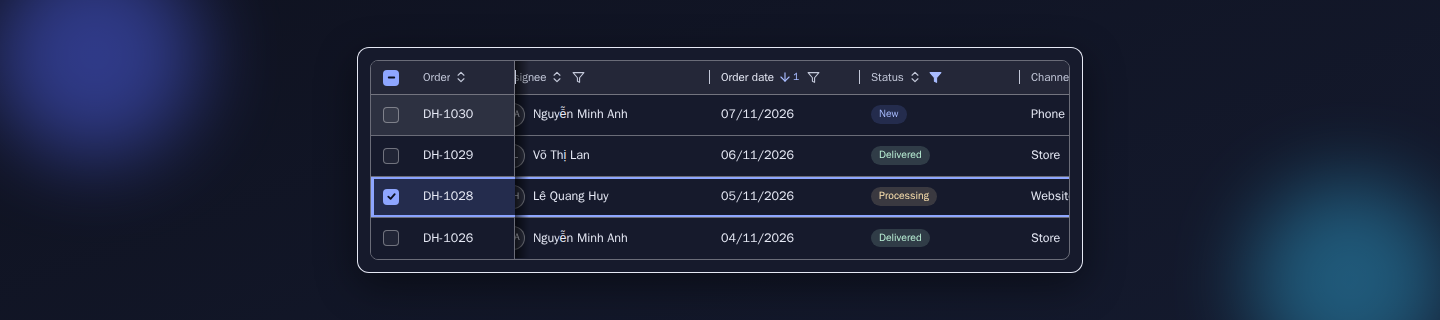 Order signee Order date 1 Status Channe
DH-1030 Nguyễn Minh Anh 07/11/2026 New Phone
DH-1029 Võ Thị Lan 06/11/2026 Delivered Store
DH-1028 Lê Quang Huy 05/11/2026 Processing Websit
DH-1026 Nguyễn Minh Anh 04/11/2026 Delivered Store